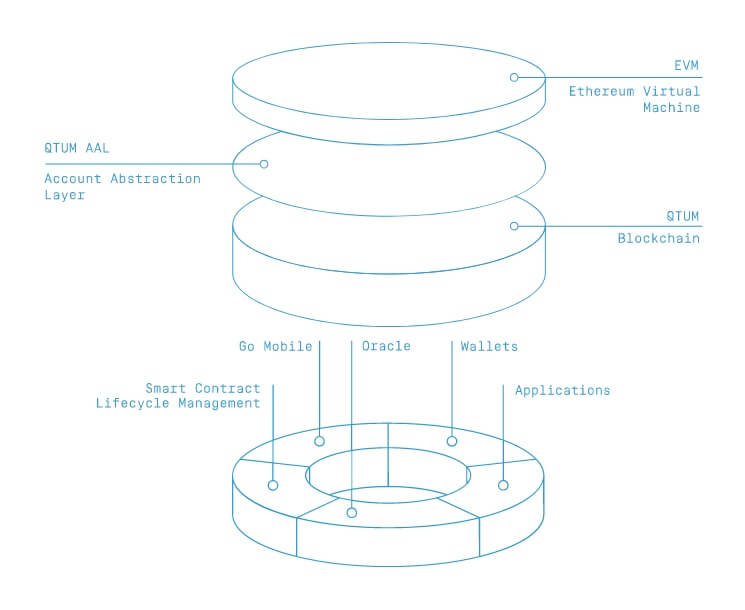 EVM
Ethereum Virtual
Machine
QTUM AAL
Account Abstraction
Layer
QTUM
Blockchain
Go Mobile
Oracle
Wallets
Smart Contract
Lifecycle Management
Applications